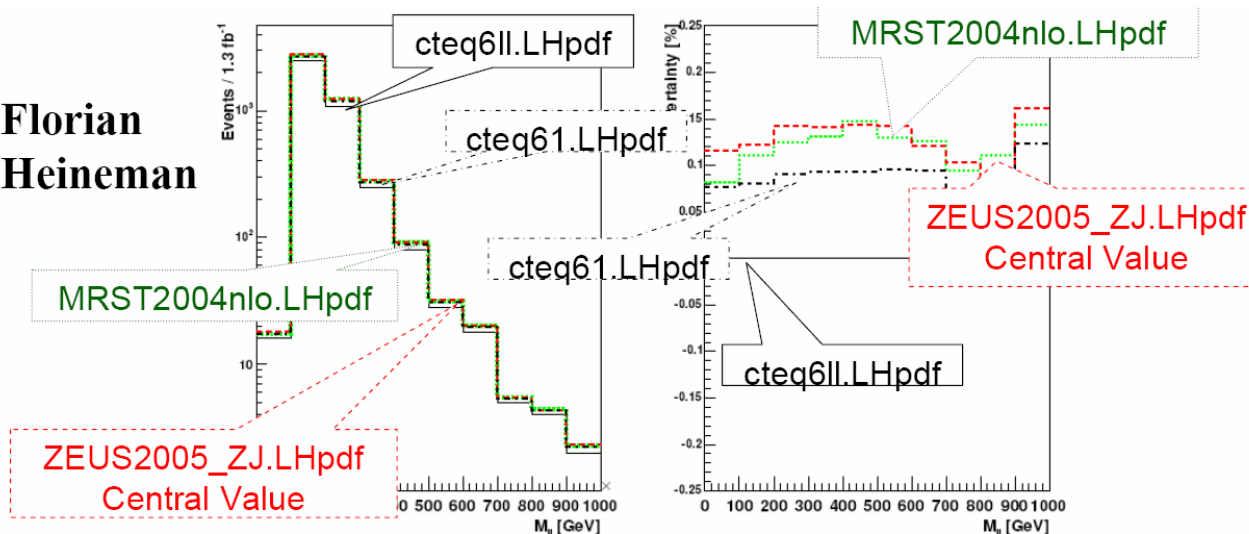 Florian
Heineman
Events / 1.3 fb⁻¹
10³
10²
10
cteq6ll.LHpdf
cteq61.LHpdf
MRST2004nlo.LHpdf
ZEUS2005_ZJ.LHpdf
Central Value
400 500 600 700 800 900 1000
M_ll [GeV]
ertainty [%]
0.25
0.2
0.15
0.1
0.05
-0.05
-0.1
-0.15
-0.2
-0.25
MRST2004nlo.LHpdf
cteq61.LHpdf
ZEUS2005_ZJ.LHpdf
Central Value
cteq6ll.LHpdf
0 100 200 300 400 500 600 700 800 900 1000
M_ll [GeV]